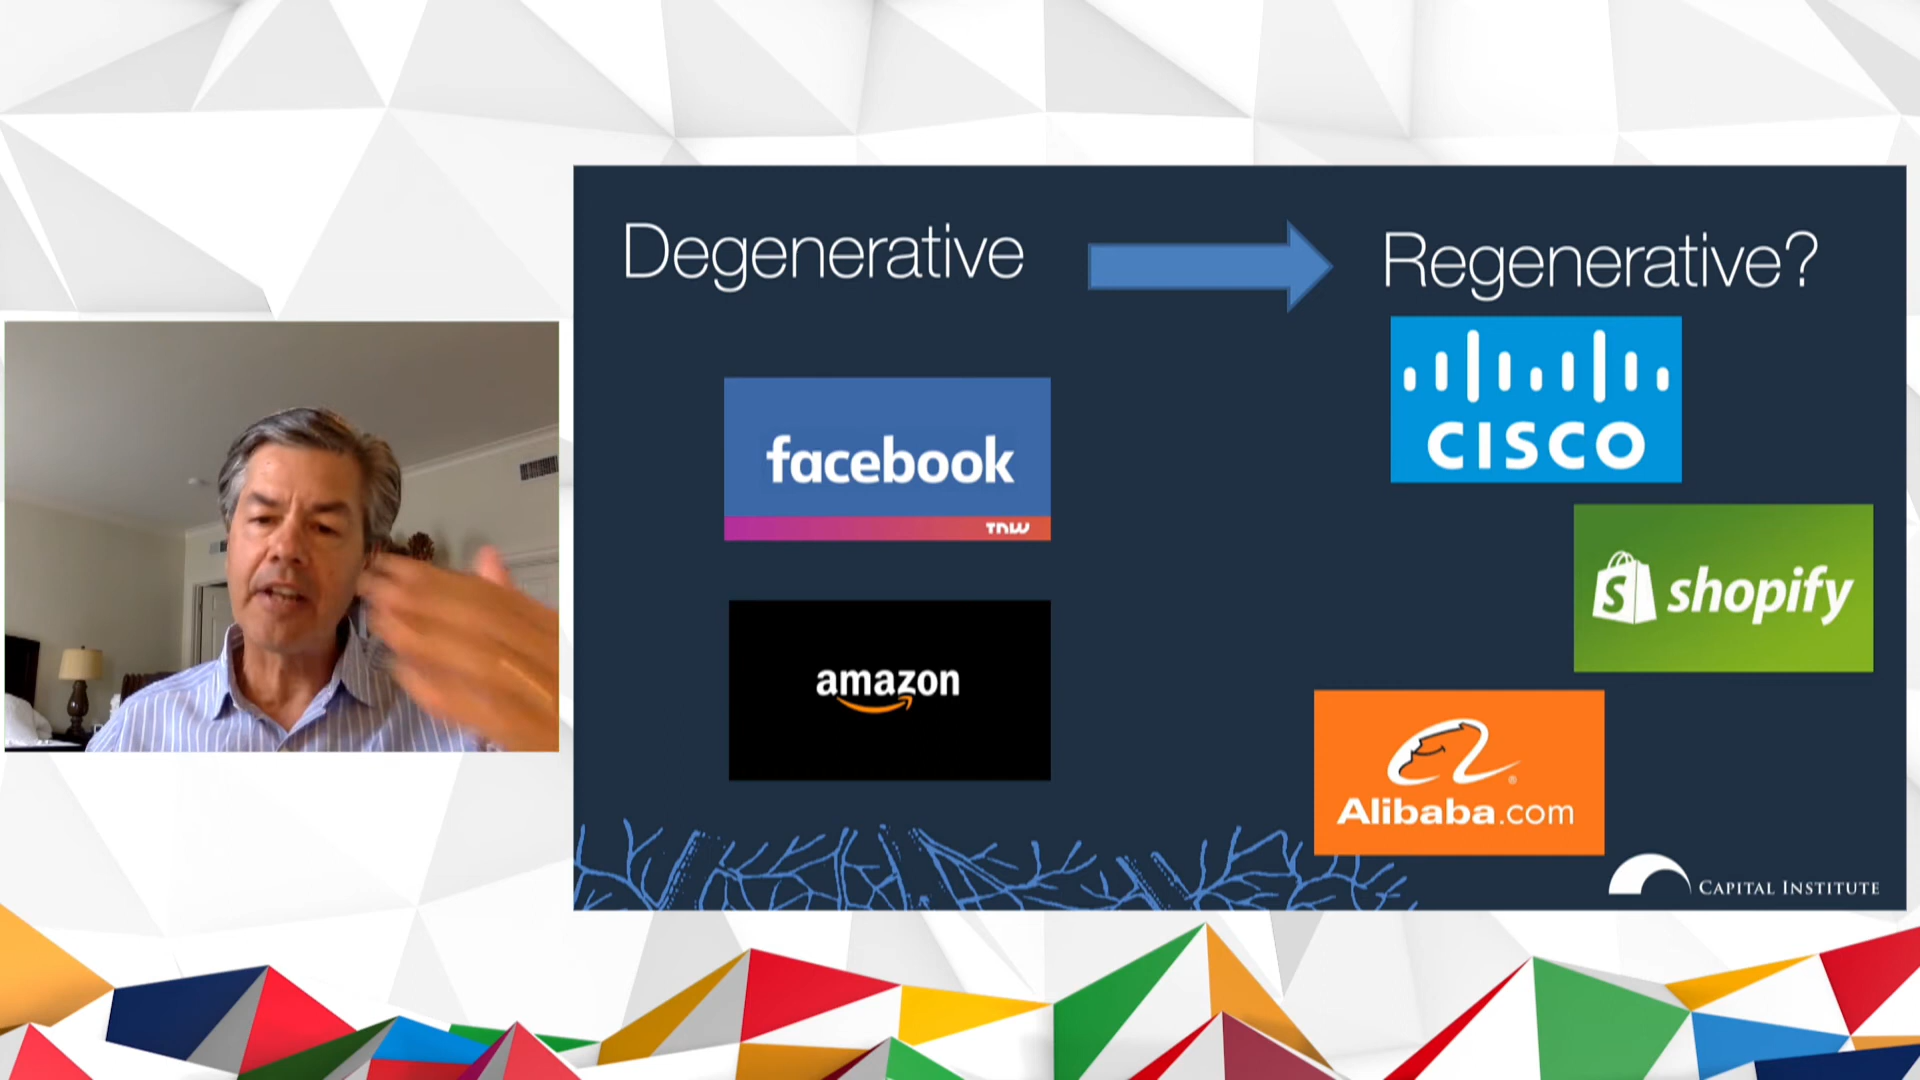 Degenerative
Regenerative?
facebook
TNW
amazon
CISCO
S shopify
Alibaba.com
®
CAPITAL INSTITUTE